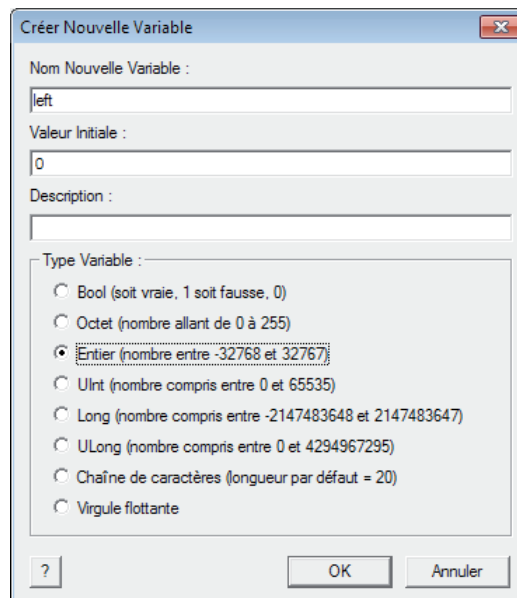 Créer Nouvelle Variable
Nom Nouvelle Variable :
left
Valeur Initiale :
0
Description :
Type Variable :
Bool (soit vraie, 1 soit fausse, 0)
Octet (nombre allant de 0 à 255)
Entier (nombre entre -32768 et 32767)
UInt (nombre compris entre 0 et 65535)
Long (nombre compris entre -2147483648 et 2147483647)
ULong (nombre compris entre 0 et 4294967295)
Chaîne de caractères (longueur par défaut = 20)
Virgule flottante
? OK Annuler